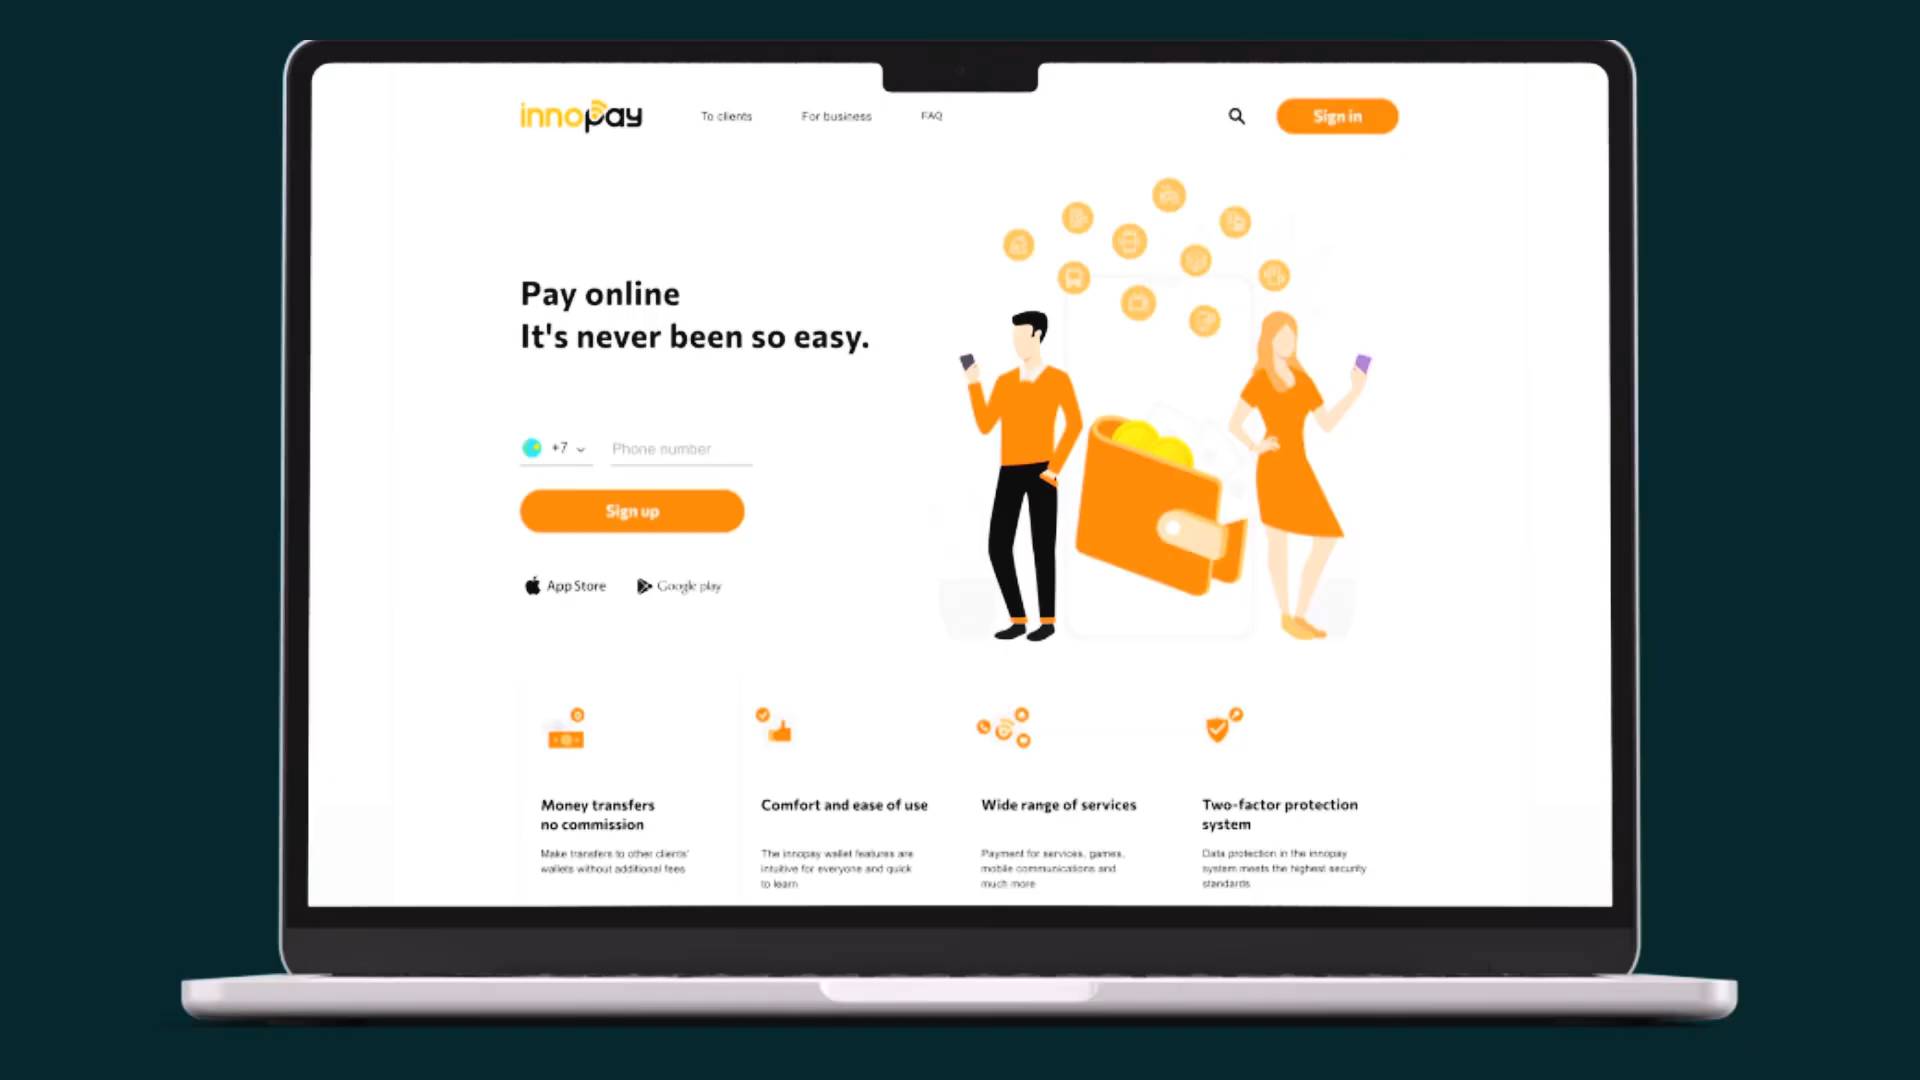 innopay
To clients
For business
FAQ
Sign in
Pay online
It's never been so easy.
+7
Phone number
Sign up
App Store
Google play
Money transfers
no commission
Make transfers to other clients'
wallets without additional fees
Comfort and ease of use
The innopay wallet features are
intuitive for everyone and quick
to learn
Wide range of services
Payment for services, games,
mobile communications and
much more
Two-factor protection
system
Data protection in the innopay
system meets the highest security
standards